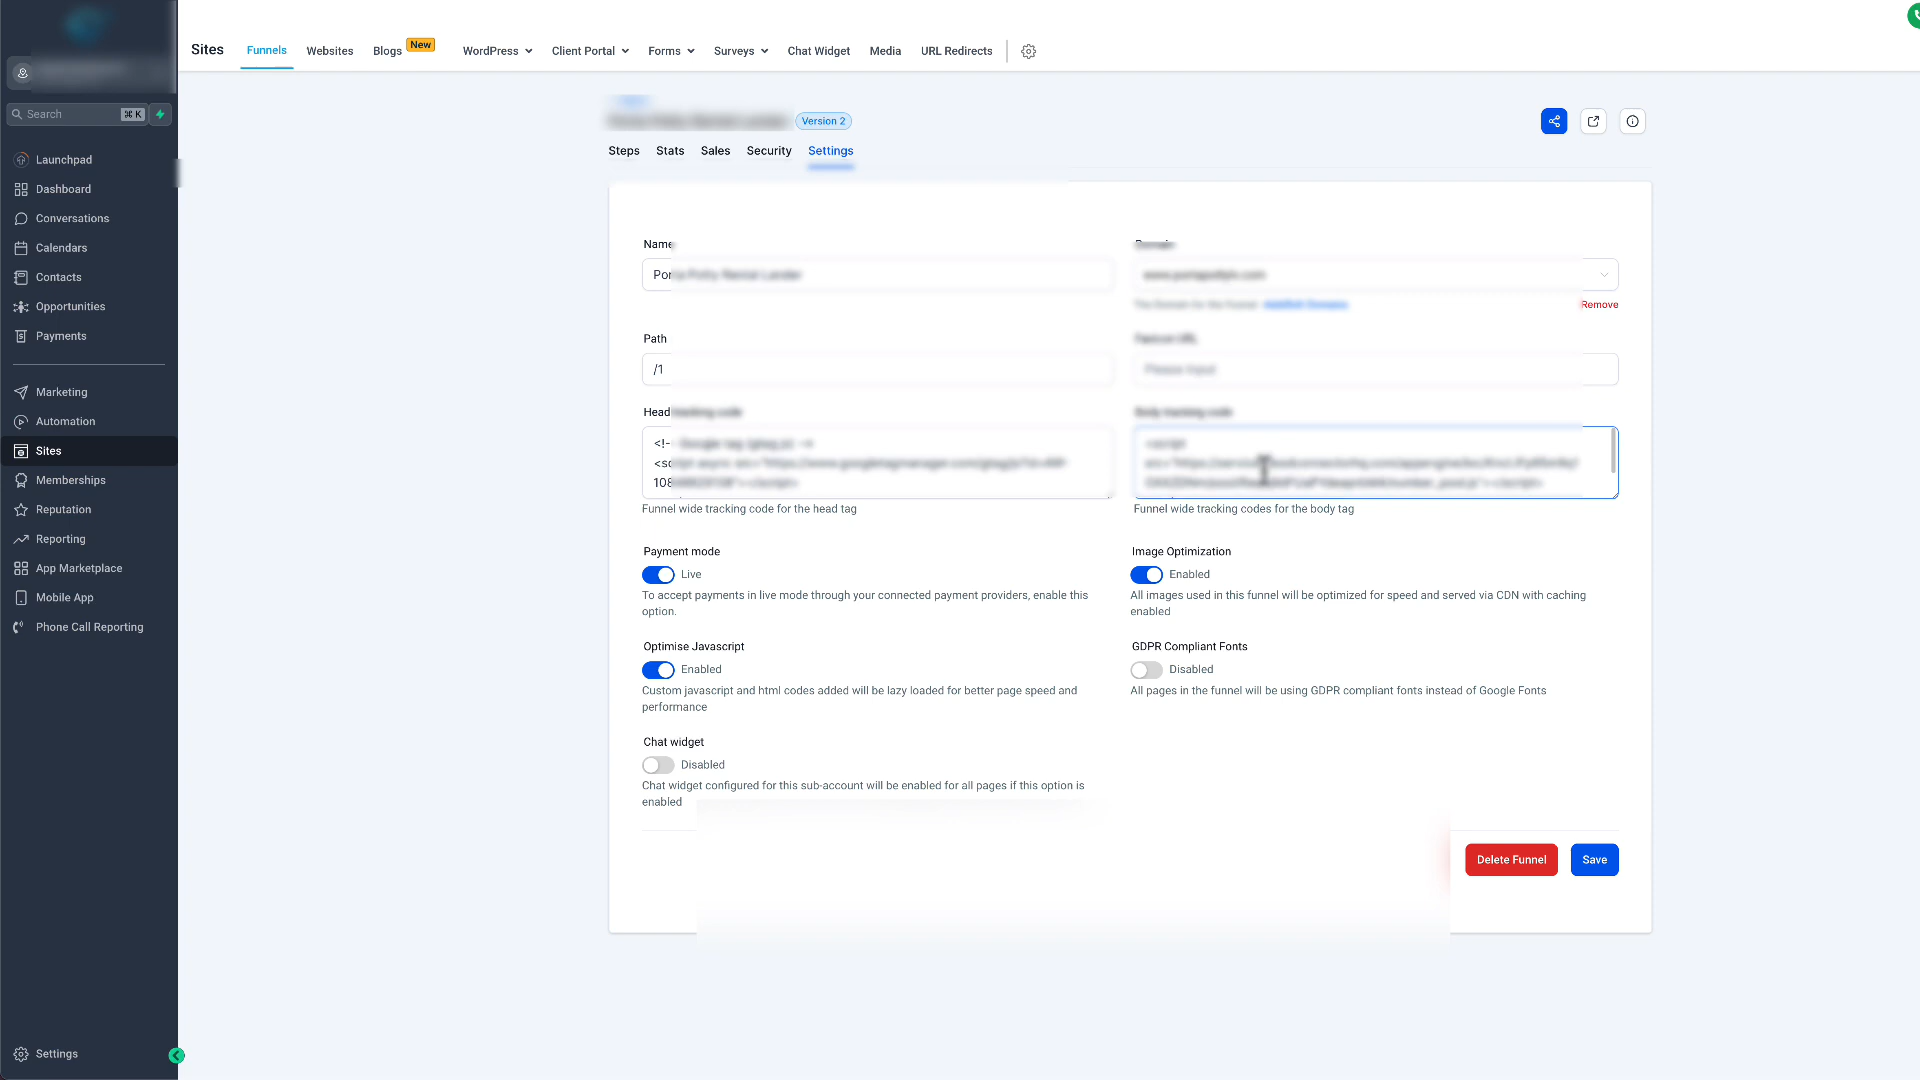 Sites
Funnels
Websites
Blogs
New
WordPress
Client Portal
Forms
Surveys
Chat Widget
Media
URL Redirects
Search
⌘ K
Launchpad
Dashboard
Conversations
Calendars
Contacts
Opportunities
Payments
Marketing
Automation
Sites
Memberships
Reputation
Reporting
App Marketplace
Mobile App
Phone Call Reporting
Settings
Version 2
Steps
Stats
Sales
Security
Settings
Name
Remove
Path
/1
Head tracking code
Body tracking code
<!-- Google tag (gtag.js) -->
Funnel wide tracking code for the head tag
Funnel wide tracking codes for the body tag
Payment mode
Live
To accept payments in live mode through your connected payment providers, enable this
option.
Image Optimization
Enabled
All images used in this funnel will be optimized for speed and served via CDN with caching
enabled
Optimise Javascript
Enabled
Custom javascript and html codes added will be lazy loaded for better page speed and
performance
GDPR Compliant Fonts
Disabled
All pages in the funnel will be using GDPR compliant fonts instead of Google Fonts
Chat widget
Disabled
Chat widget configured for this sub-account will be enabled for all pages if this option is
enabled
Delete Funnel
Save